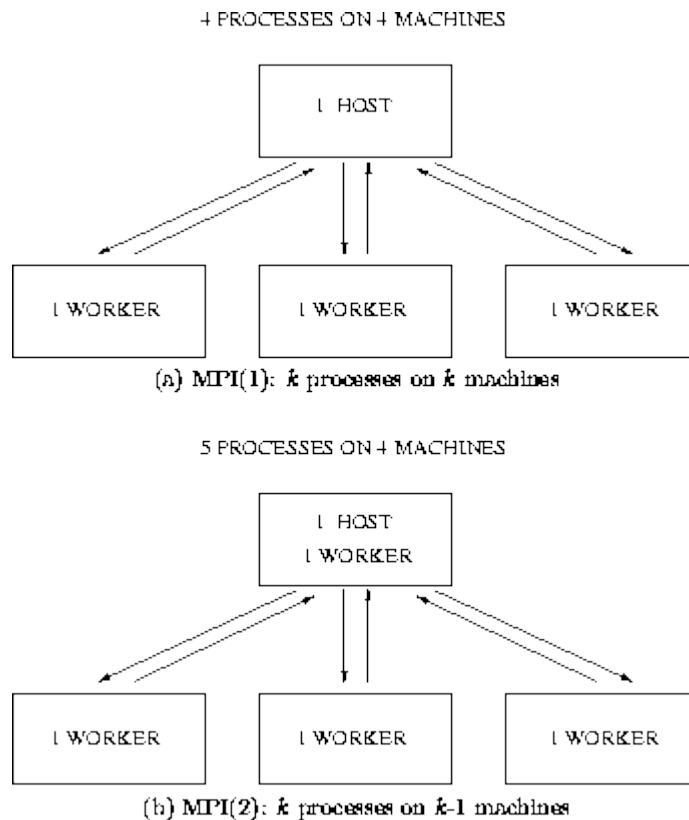 4 PROCESSES ON 4 MACHINES
1 HOST
1 WORKER
1 WORKER
1 WORKER
(a) MPI(1): k processes on k machines
5 PROCESSES ON 4 MACHINES
1 HOST
1 WORKER
1 WORKER
1 WORKER
1 WORKER
(b) MPI(2): k processes on k-1 machines